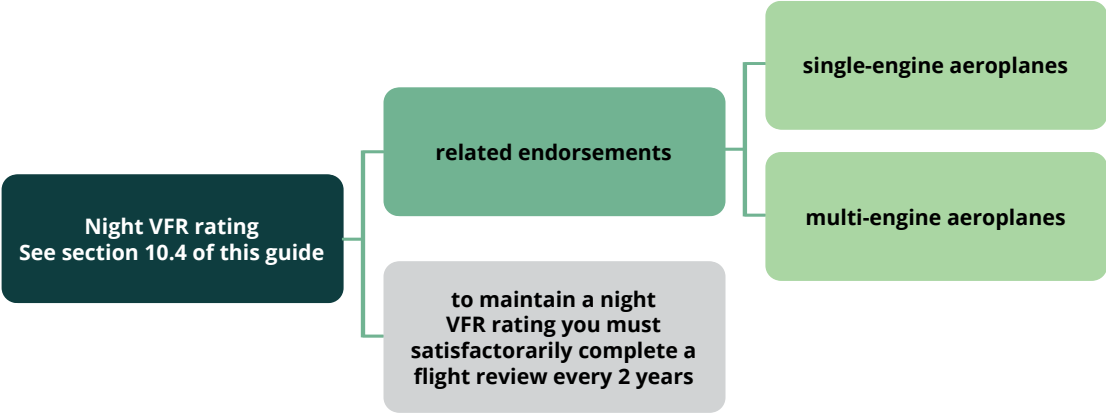 Night VFR rating
See section 10.4 of this guide
related endorsements
single-engine aeroplanes
multi-engine aeroplanes
to maintain a night
VFR rating you must
satisfactorarily complete a
flight review every 2 years